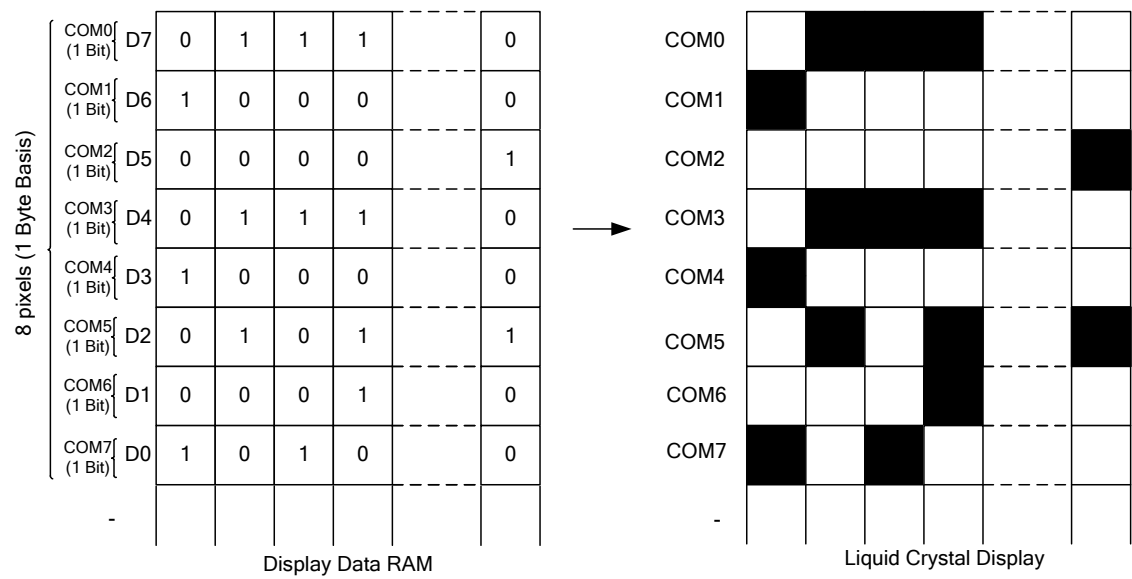 8 pixels (1 Byte Basis)
COM0 (1 Bit) D7 0 1 1 1 0
COM1 (1 Bit) D6 1 0 0 0 0
COM2 (1 Bit) D5 0 0 0 0 1
COM3 (1 Bit) D4 0 1 1 1 0
COM4 (1 Bit) D3 1 0 0 0 0
COM5 (1 Bit) D2 0 1 0 1 1
COM6 (1 Bit) D1 0 0 0 1 0
COM7 (1 Bit) D0 1 0 1 0 0
-
Display Data RAM
COM0
COM1
COM2
COM3
COM4
COM5
COM6
COM7
-
Liquid Crystal Display